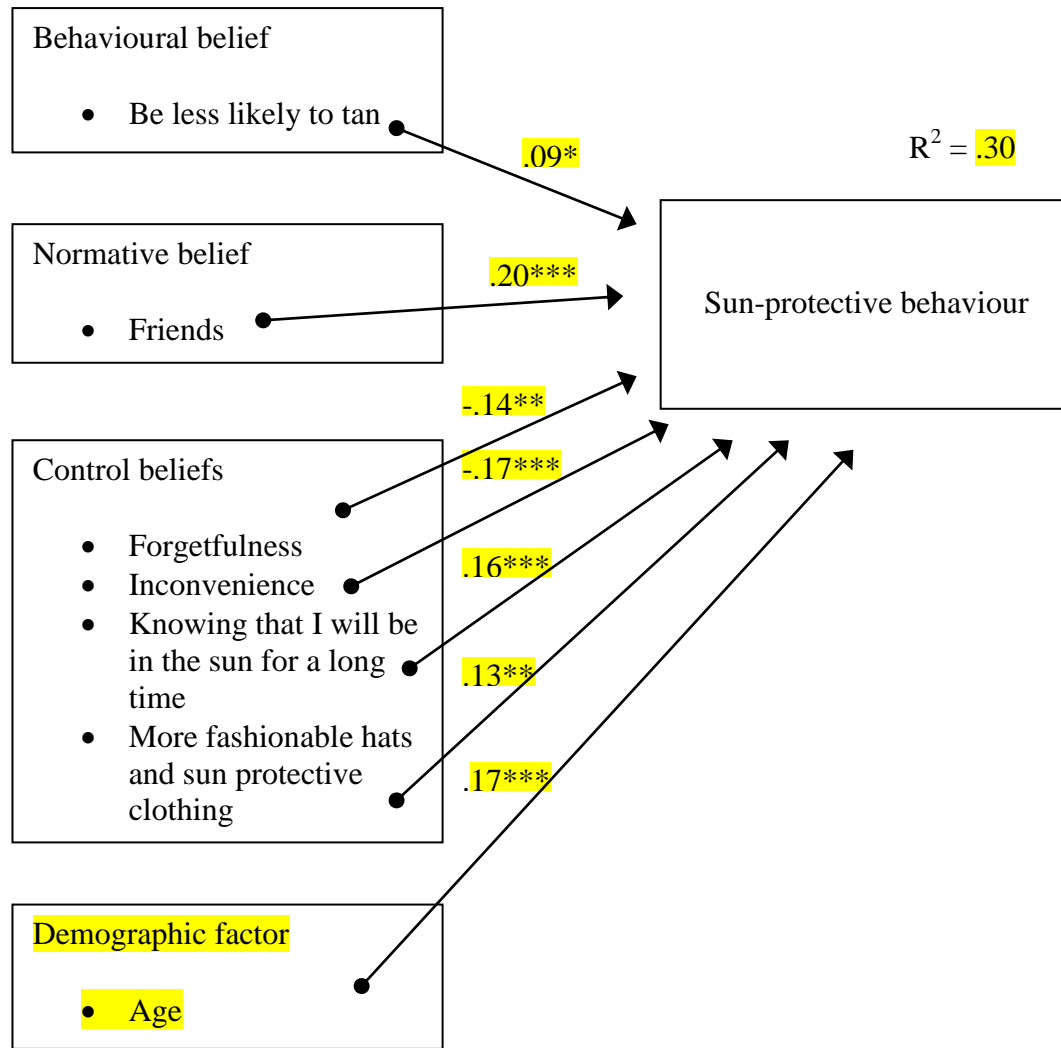 Behavioural belief
• Be less likely to tan
.09*
R² = .30
Normative belief
• Friends
.20***
Sun-protective behaviour
-.14**
Control beliefs
-.17***
• Forgetfulness
• Inconvenience
.16***
• Knowing that I will be
in the sun for a long
time
.13**
• More fashionable hats
and sun protective
clothing
.17***
Demographic factor
• Age